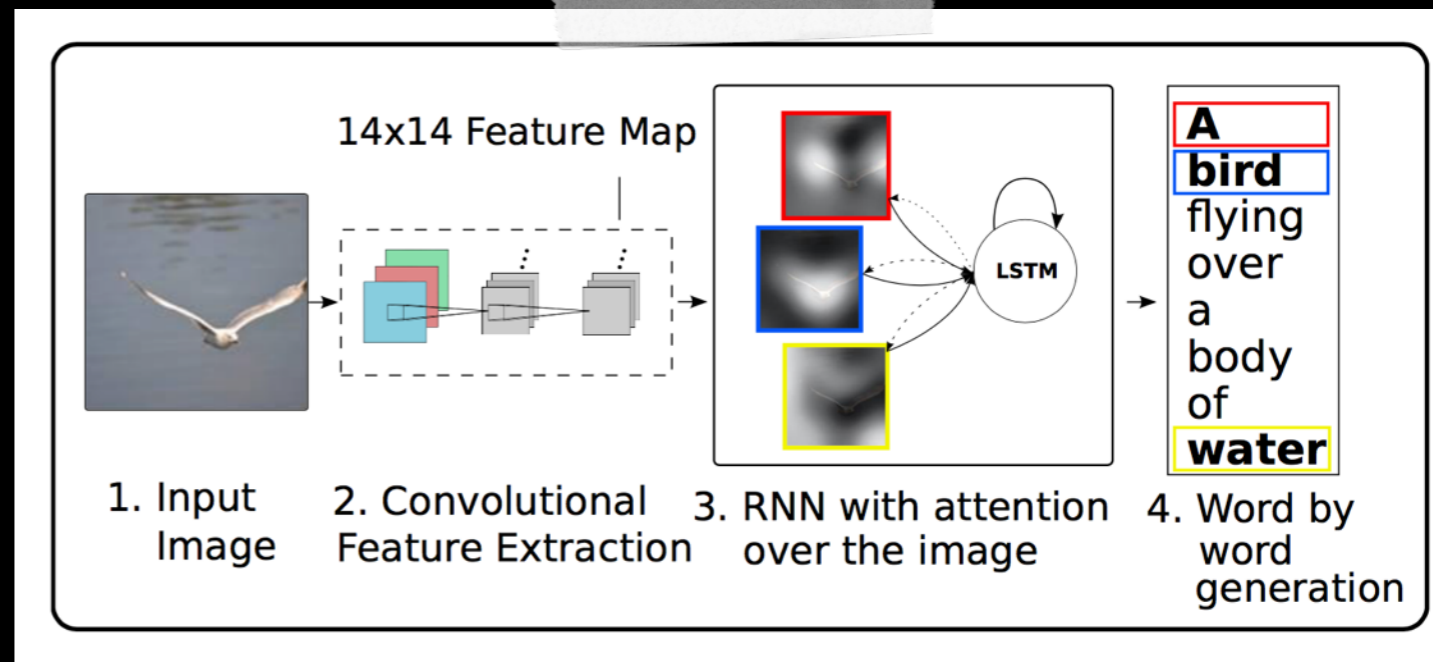 14x14 Feature Map
LSTM
A
bird
flying
over
a
body
of
water
1. Input
Image
2. Convolutional
Feature Extraction
3. RNN with attention
over the image
4. Word by
word
generation